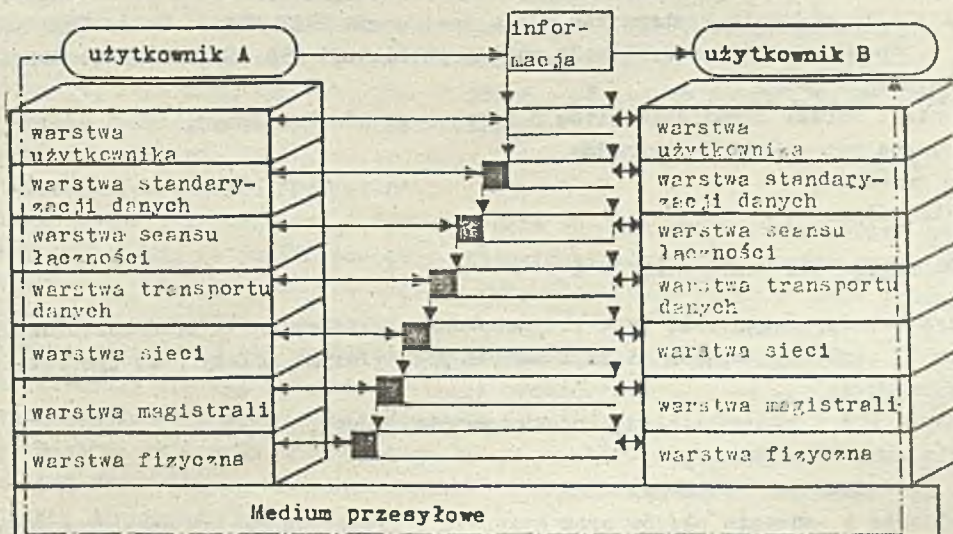 użytkownik A
infor-
macja
użytkownik B
warstwa
użytkownika
warstwa standary-
zacji danych
warstwa seansu
łączności
warstwa transportu
danych
warstwa sieci
warstwa magistrali
warstwa fizyczna
warstwa
użytkownika
warstwa standary-
zacji danych
warstwa seansu
łączności
warstwa transportu
danych
warstwa sieci
warstwa magistrali
warstwa fizyczna
Medium przesyłowe